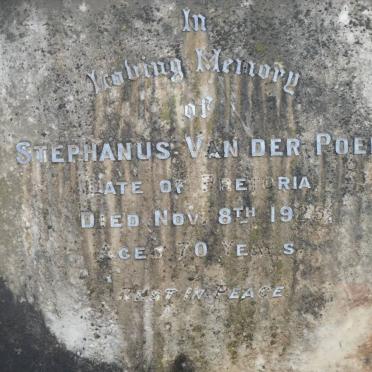 In
Loving Memory
of
STEPHANUS VAN DER POEL
LATE OF PRETORIA
DIED NOV. 8TH
AGED 70 YEARS
REST IN PEACE